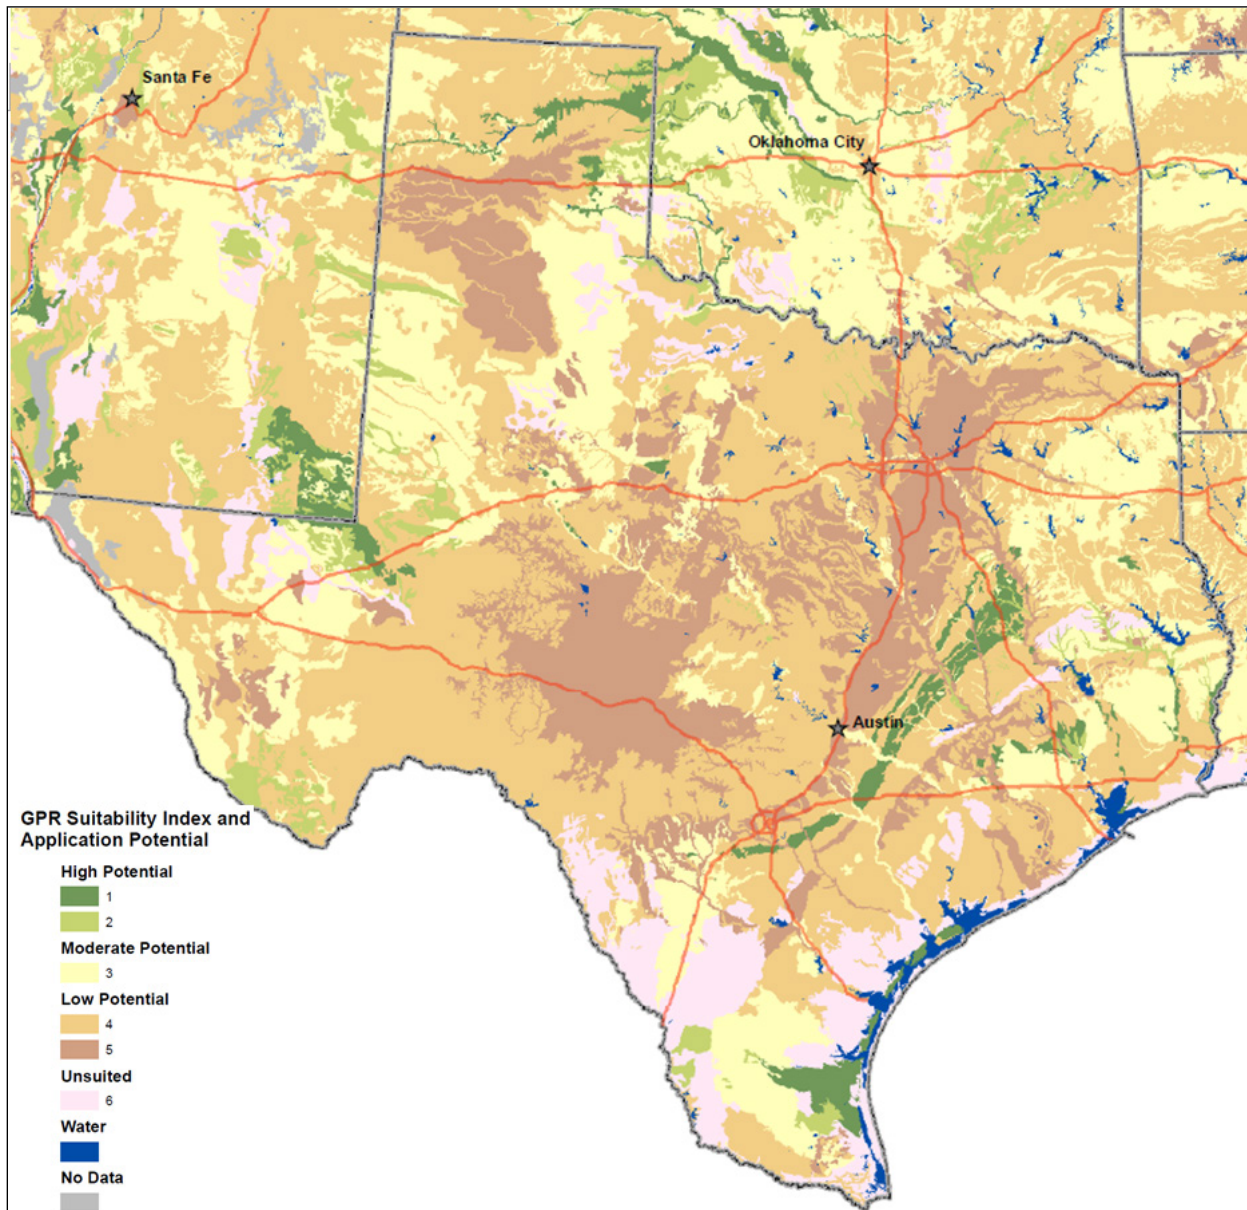 Santa Fe
Oklahoma City
Austin
GPR Suitability Index and
Application Potential
High Potential
1
2
Moderate Potential
3
Low Potential
4
5
Unsuited
6
Water
No Data